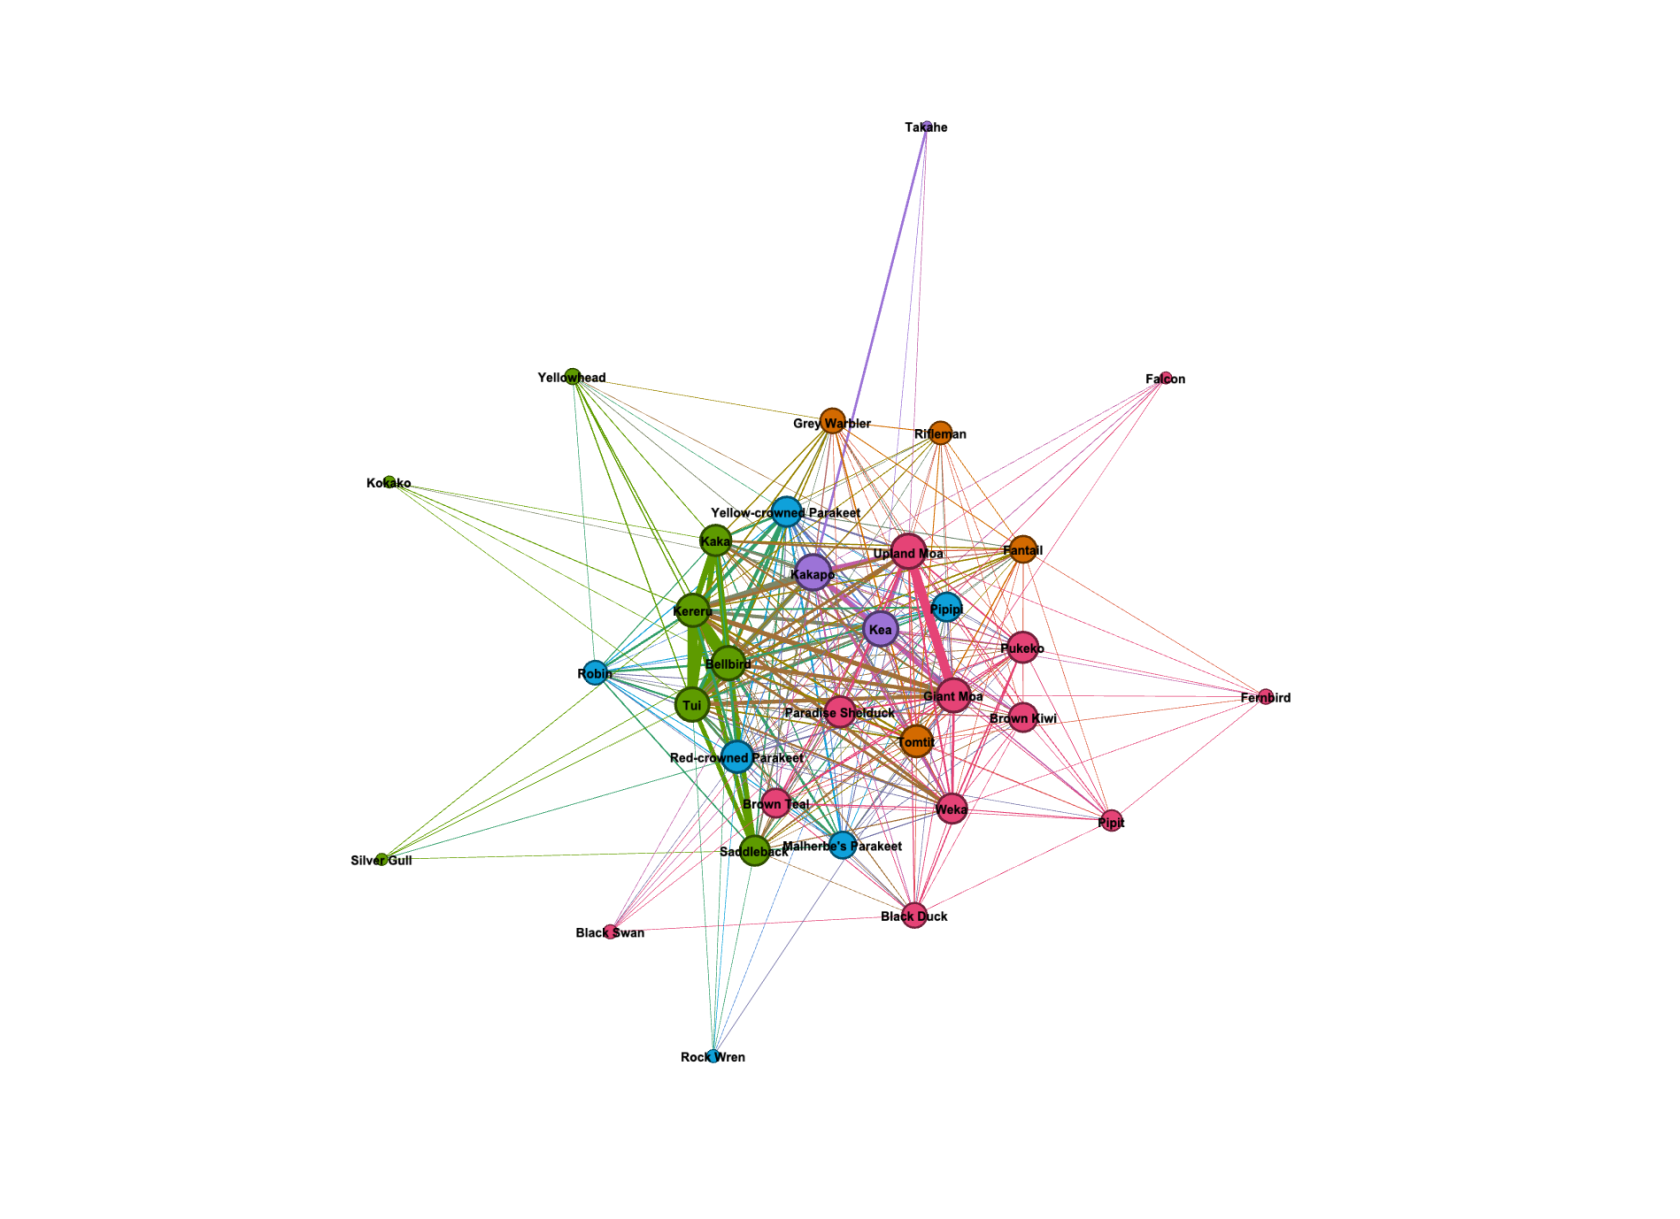 Takahe
Yellowhead
Falcon
Grey Warbler
Rifleman
Kokako
Yellow-crowned Parakeet
Kaka
Upland Moa
Fantail
Kakapo
Kereru
Pipipi
Kea
Pukeko
Bellbird
Robin
Giant Moa
Fernbird
Tui
Paradise Shelduck
Brown Kiwi
Tomtit
Red-crowned Parakeet
Brown Teal
Weka
Pipit
Saddleback
Malherbe's Parakeet
Silver Gull
Black Duck
Black Swan
Rock Wren